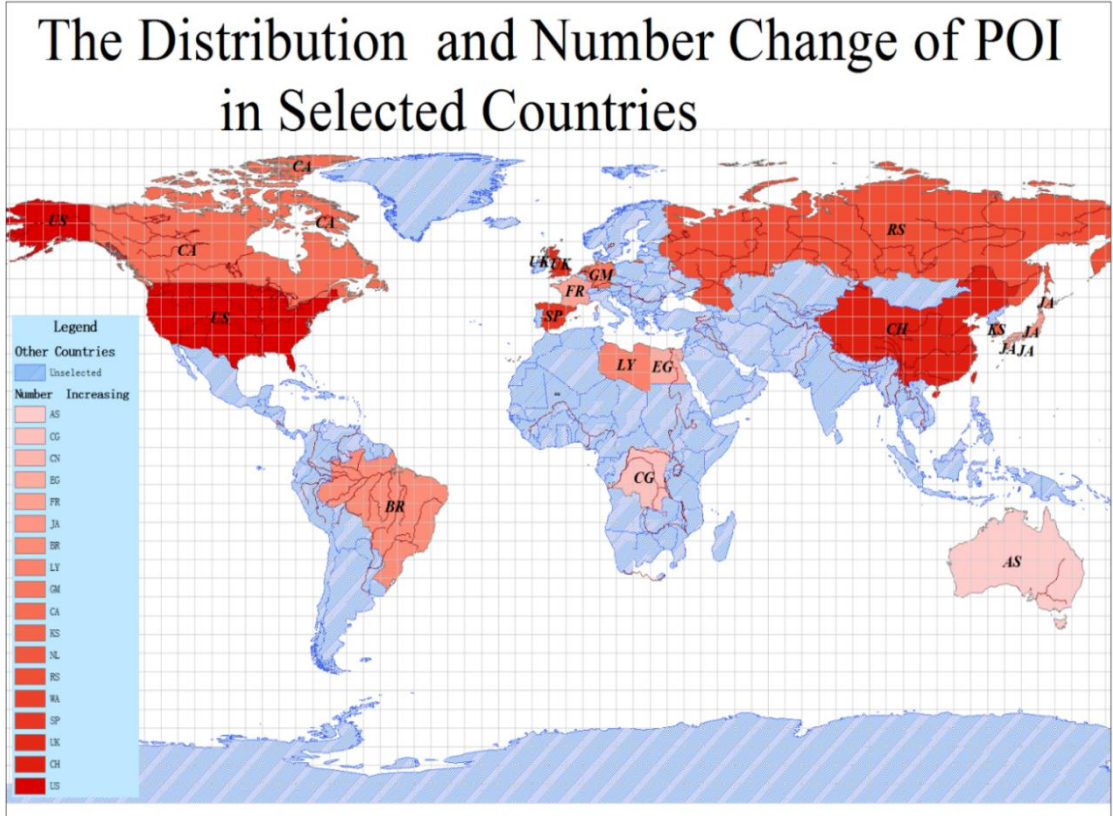 The Distribution and Number Change of POI
in Selected Countries
CA
US
CA
CA
RS
UK
UK
GM
FR
JA
SP
US
CH
KS
JA
JA
JA
LY
EG
CG
BR
AS
Legend
Other Countries
Unselected
Number Increasing
AS
CG
CN
EG
FR
JA
BR
LY
GM
CA
KS
NL
RS
WA
SP
UK
CH
US